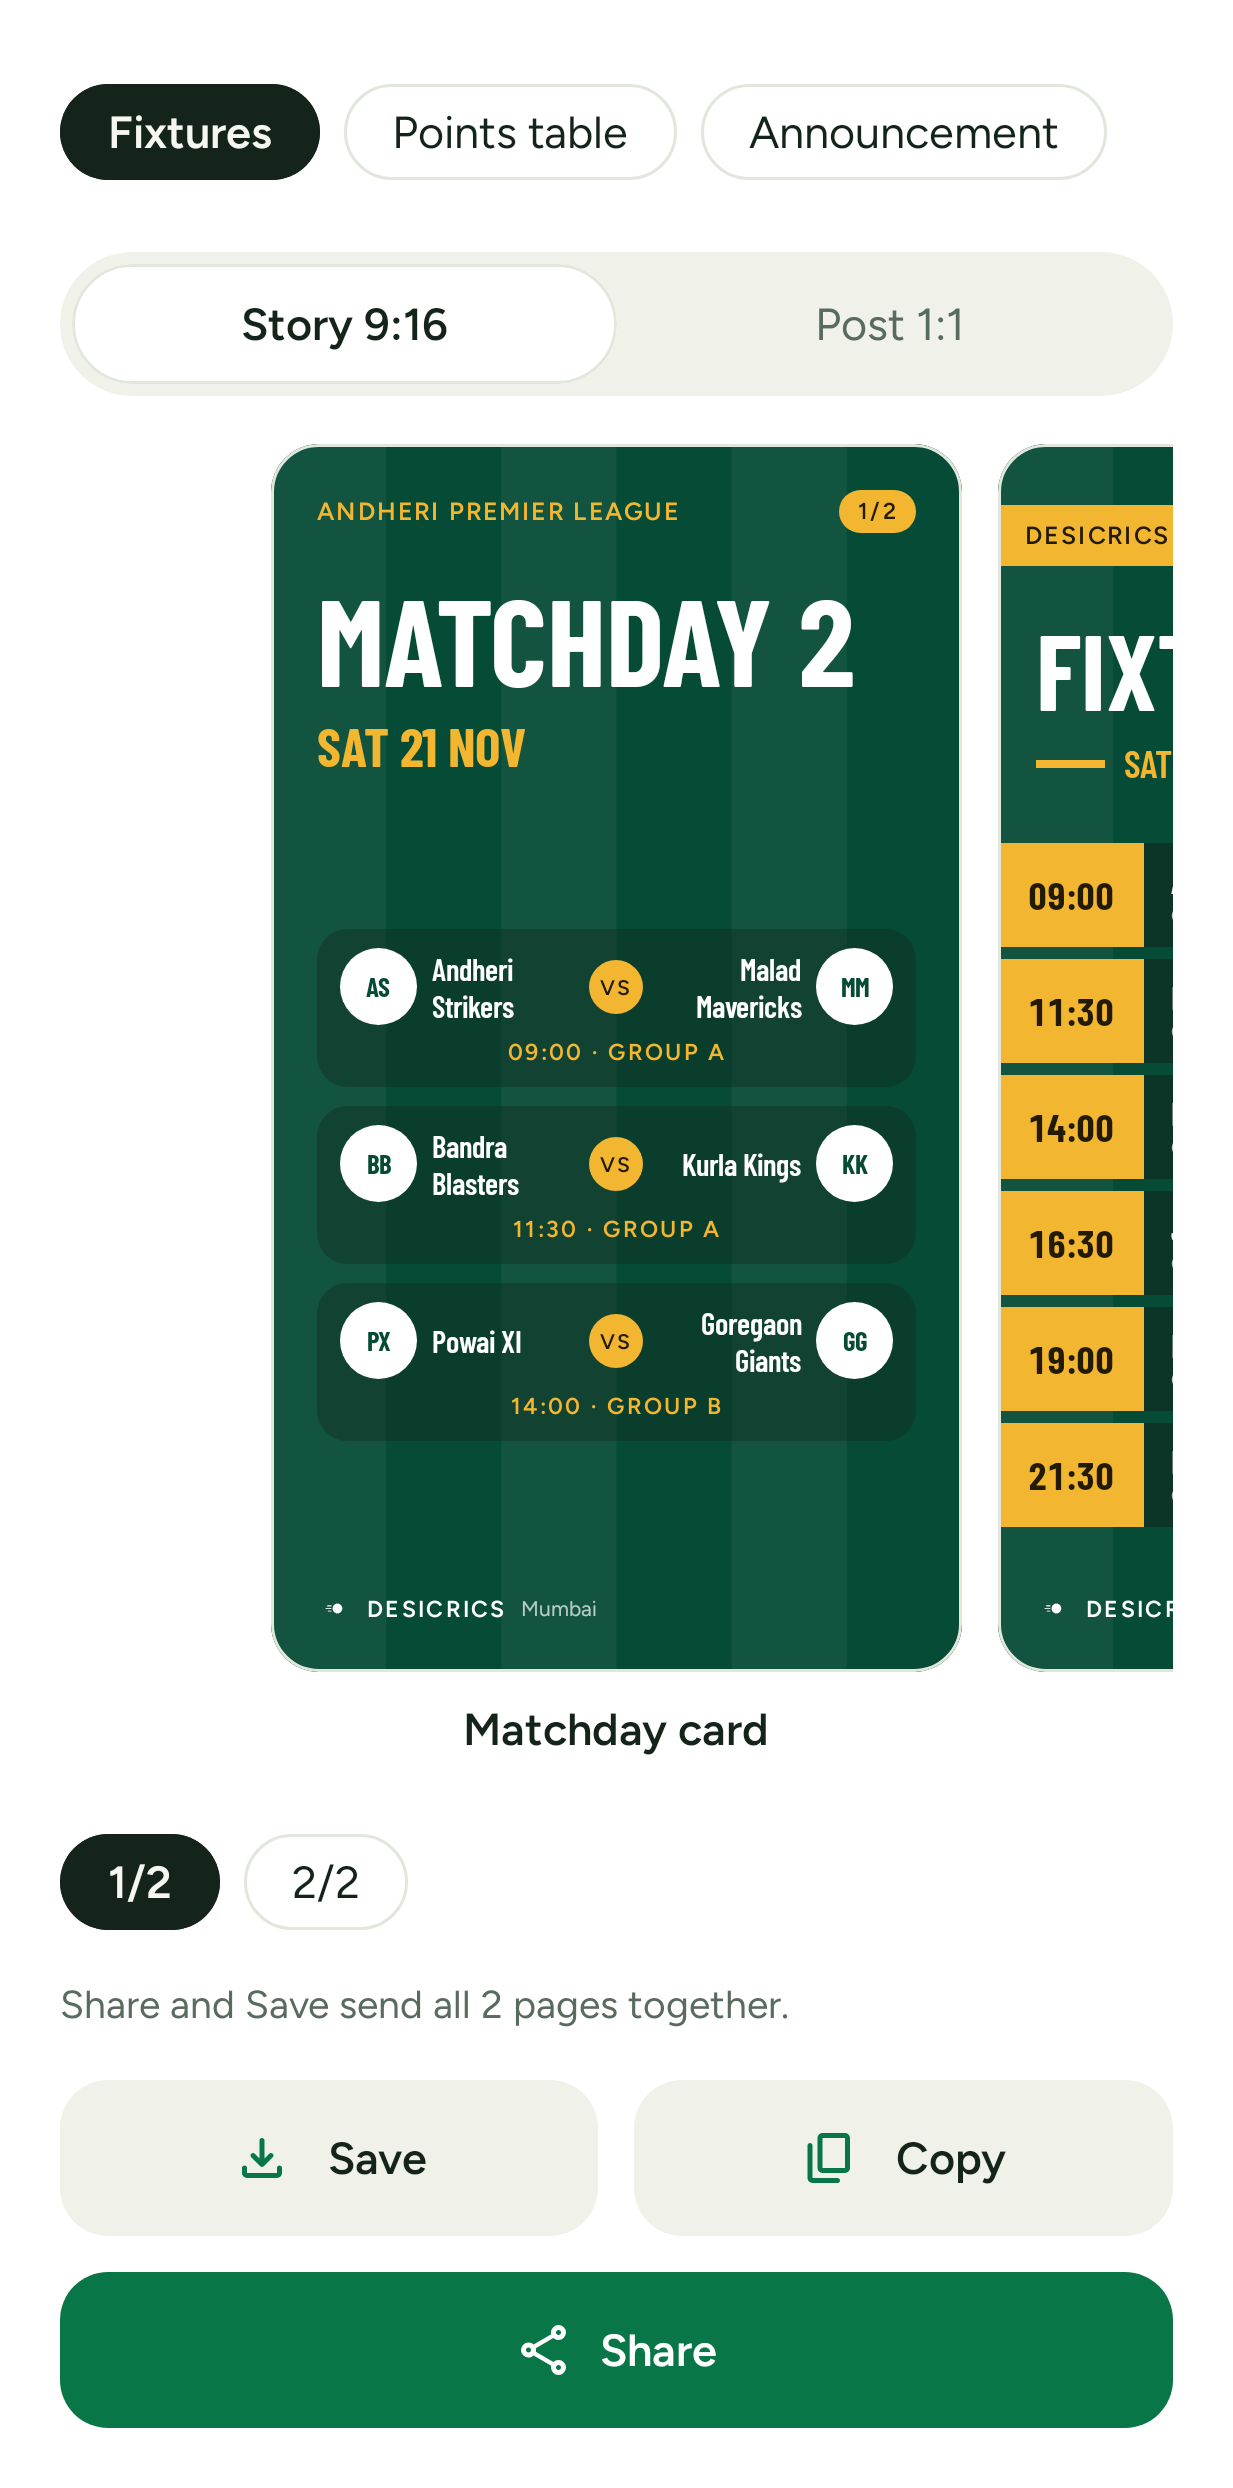 Fixtures
Points table
Announcement
Story 9:16
Post 1:1
ANDHERI PREMIER LEAGUE
1/2
MATCHDAY 2
SAT 21 NOV
AS
Andheri
Strikers
VS
Malad
Mavericks
MM
09:00 · GROUP A
BB
Bandra
Blasters
VS
Kurla Kings
KK
11:30 · GROUP A
PX
Powai XI
VS
Goregaon
Giants
GG
14:00 · GROUP B
DESICRICS Mumbai
DESICRICS
SAT
09:00
11:30
14:00
16:30
19:00
21:30
Matchday card
1/2
2/2
Share and Save send all 2 pages together.
Save
Copy
Share